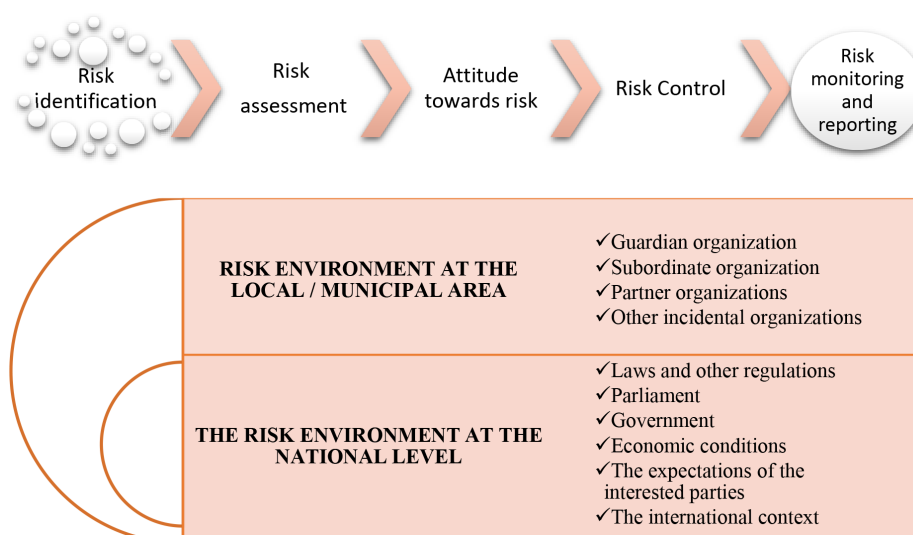 Risk
identification
Risk
assessment
Attitude
towards risk
Risk Control
Risk
monitoring
and
reporting
RISK ENVIRONMENT AT THE
LOCAL / MUNICIPAL AREA
✓Guardian organization
✓Subordinate organization
✓Partner organizations
✓Other incidental organizations
THE RISK ENVIRONMENT AT THE
NATIONAL LEVEL
✓Laws and other regulations
✓Parliament
✓Government
✓Economic conditions
✓The expectations of the
interested parties
✓The international context